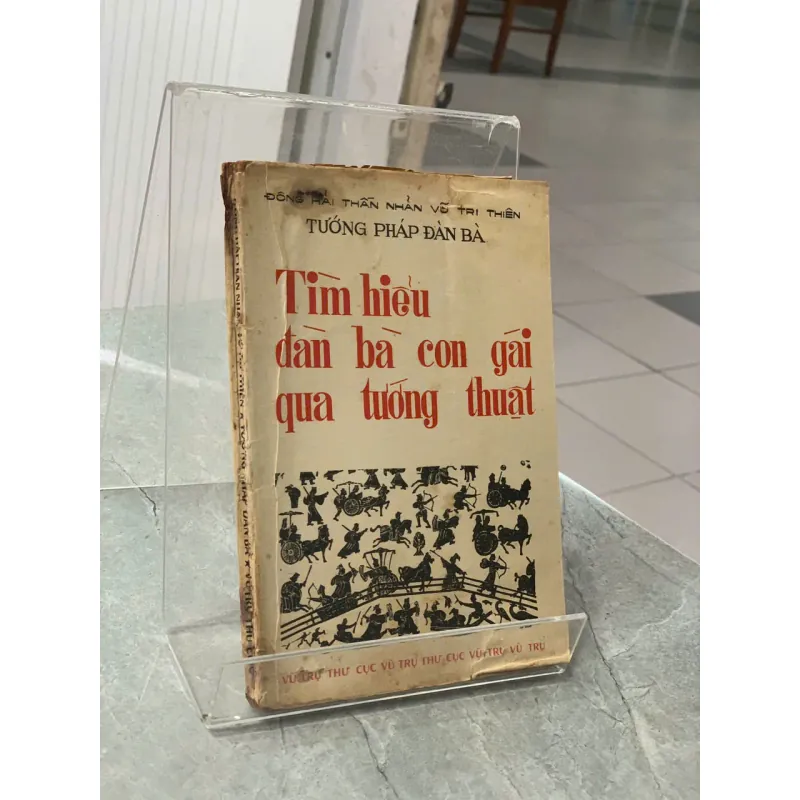 ĐÔNG HẢI THẦN NHÂN VŨ TRI THIÊN
TƯỚNG PHÁP ĐÀN BÀ
Tìm hiểu
đàn bà con gái
qua tướng thuật
VŨ TRỤ THƯ CỤC VŨ TRỤ THƯ CỤC VŨ TRỤ VŨ TRỤ